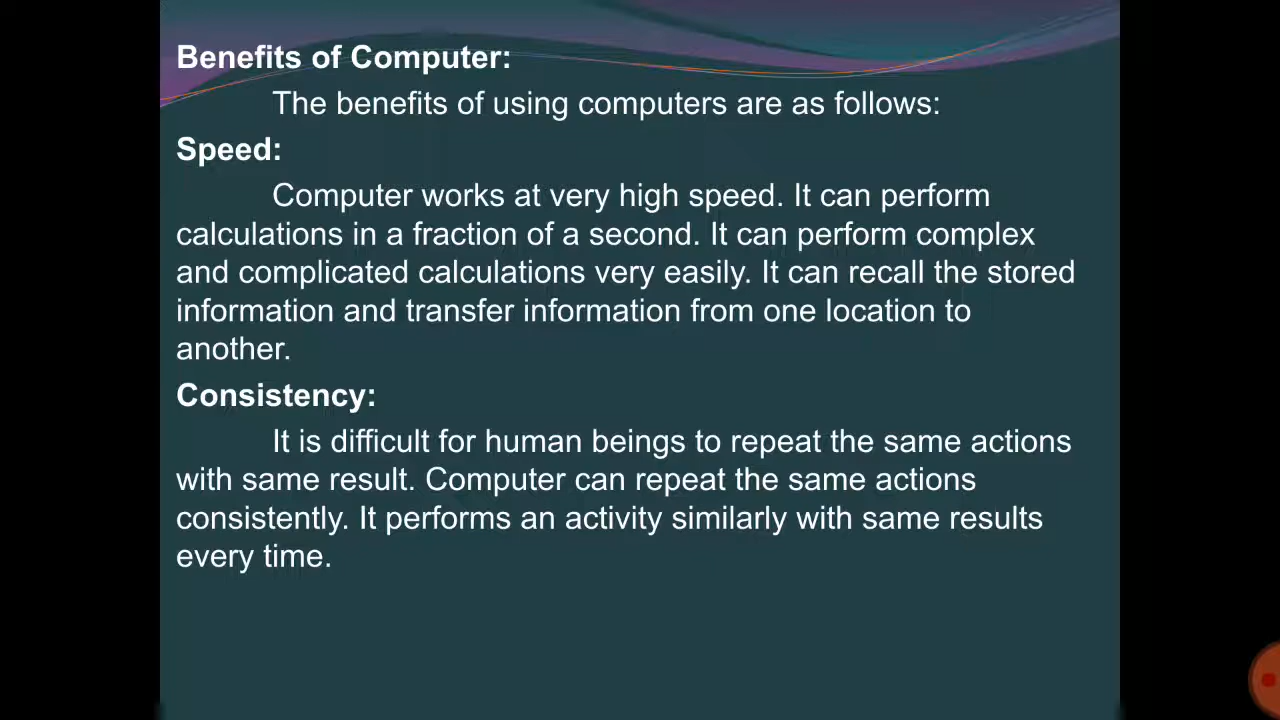 Benefits of Computer:
The benefits of using computers are as follows:
Speed:
Computer works at very high speed. It can perform
calculations in a fraction of a second. It can perform complex
and complicated calculations very easily. It can recall the stored
information and transfer information from one location to
another.
Consistency:
It is difficult for human beings to repeat the same actions
with same result. Computer can repeat the same actions
consistently. It performs an activity similarly with same results
every time.